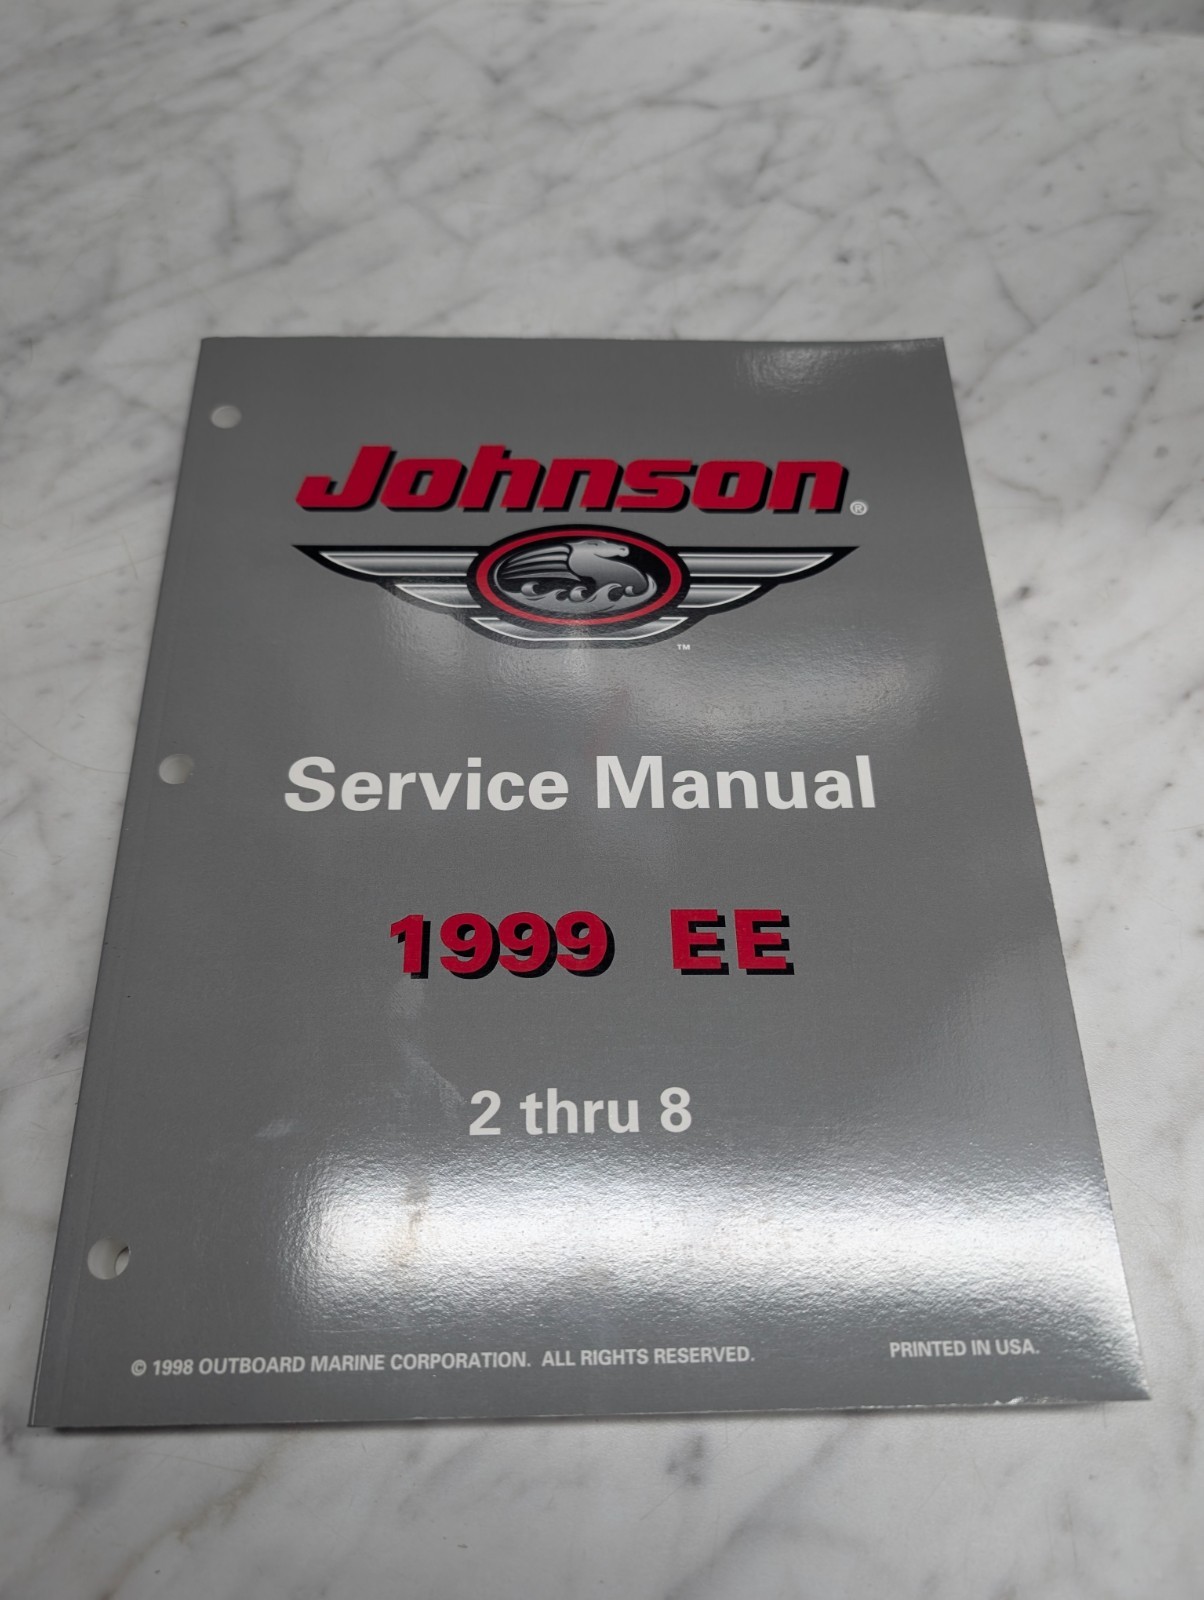 Johnson®
™
Service Manual
1999 EE
2 thru 8
© 1998 OUTBOARD MARINE CORPORATION. ALL RIGHTS RESERVED.
PRINTED IN USA.